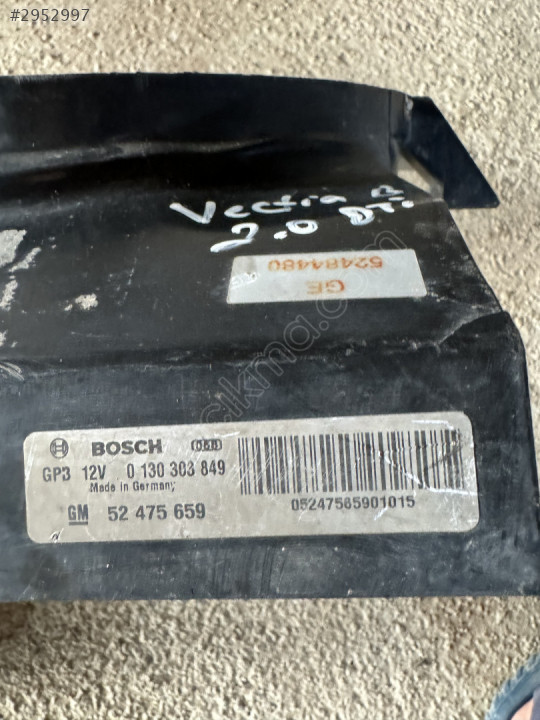 #2952997
Vectra B
2.0 DTi
GE
52484480
BOSCH
GP3 12V 0 130 303 849
Made in Germany
GM 52 475 659
05247565901015